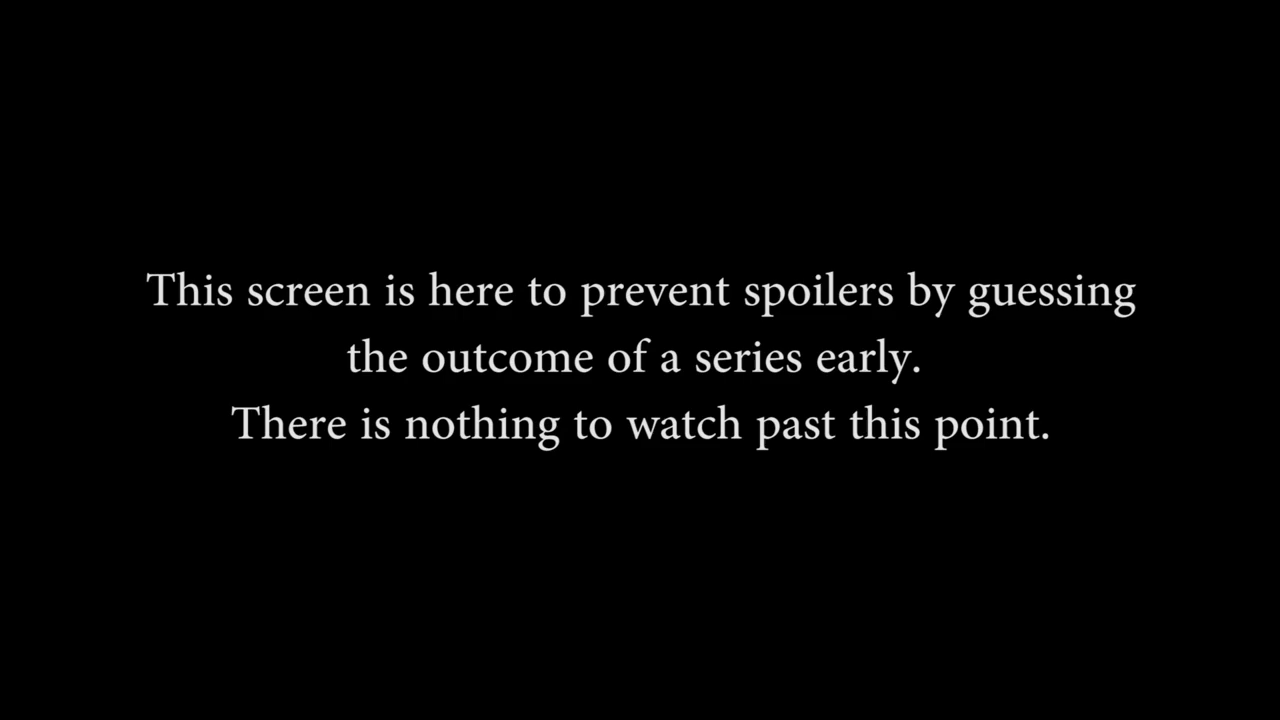 This screen is here to prevent spoilers by guessing
the outcome of a series early.
There is nothing to watch past this point.